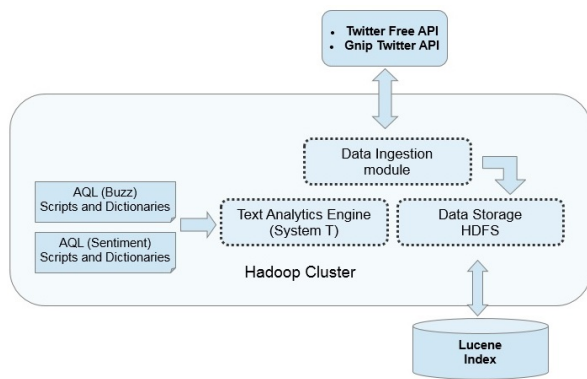 • Twitter Free API
• Gnip Twitter API
Data Ingestion
module
AQL (Buzz)
Scripts and Dictionaries
Text Analytics Engine
(System T)
Data Storage
HDFS
AQL (Sentiment)
Scripts and Dictionaries
Hadoop Cluster
Lucene
Index